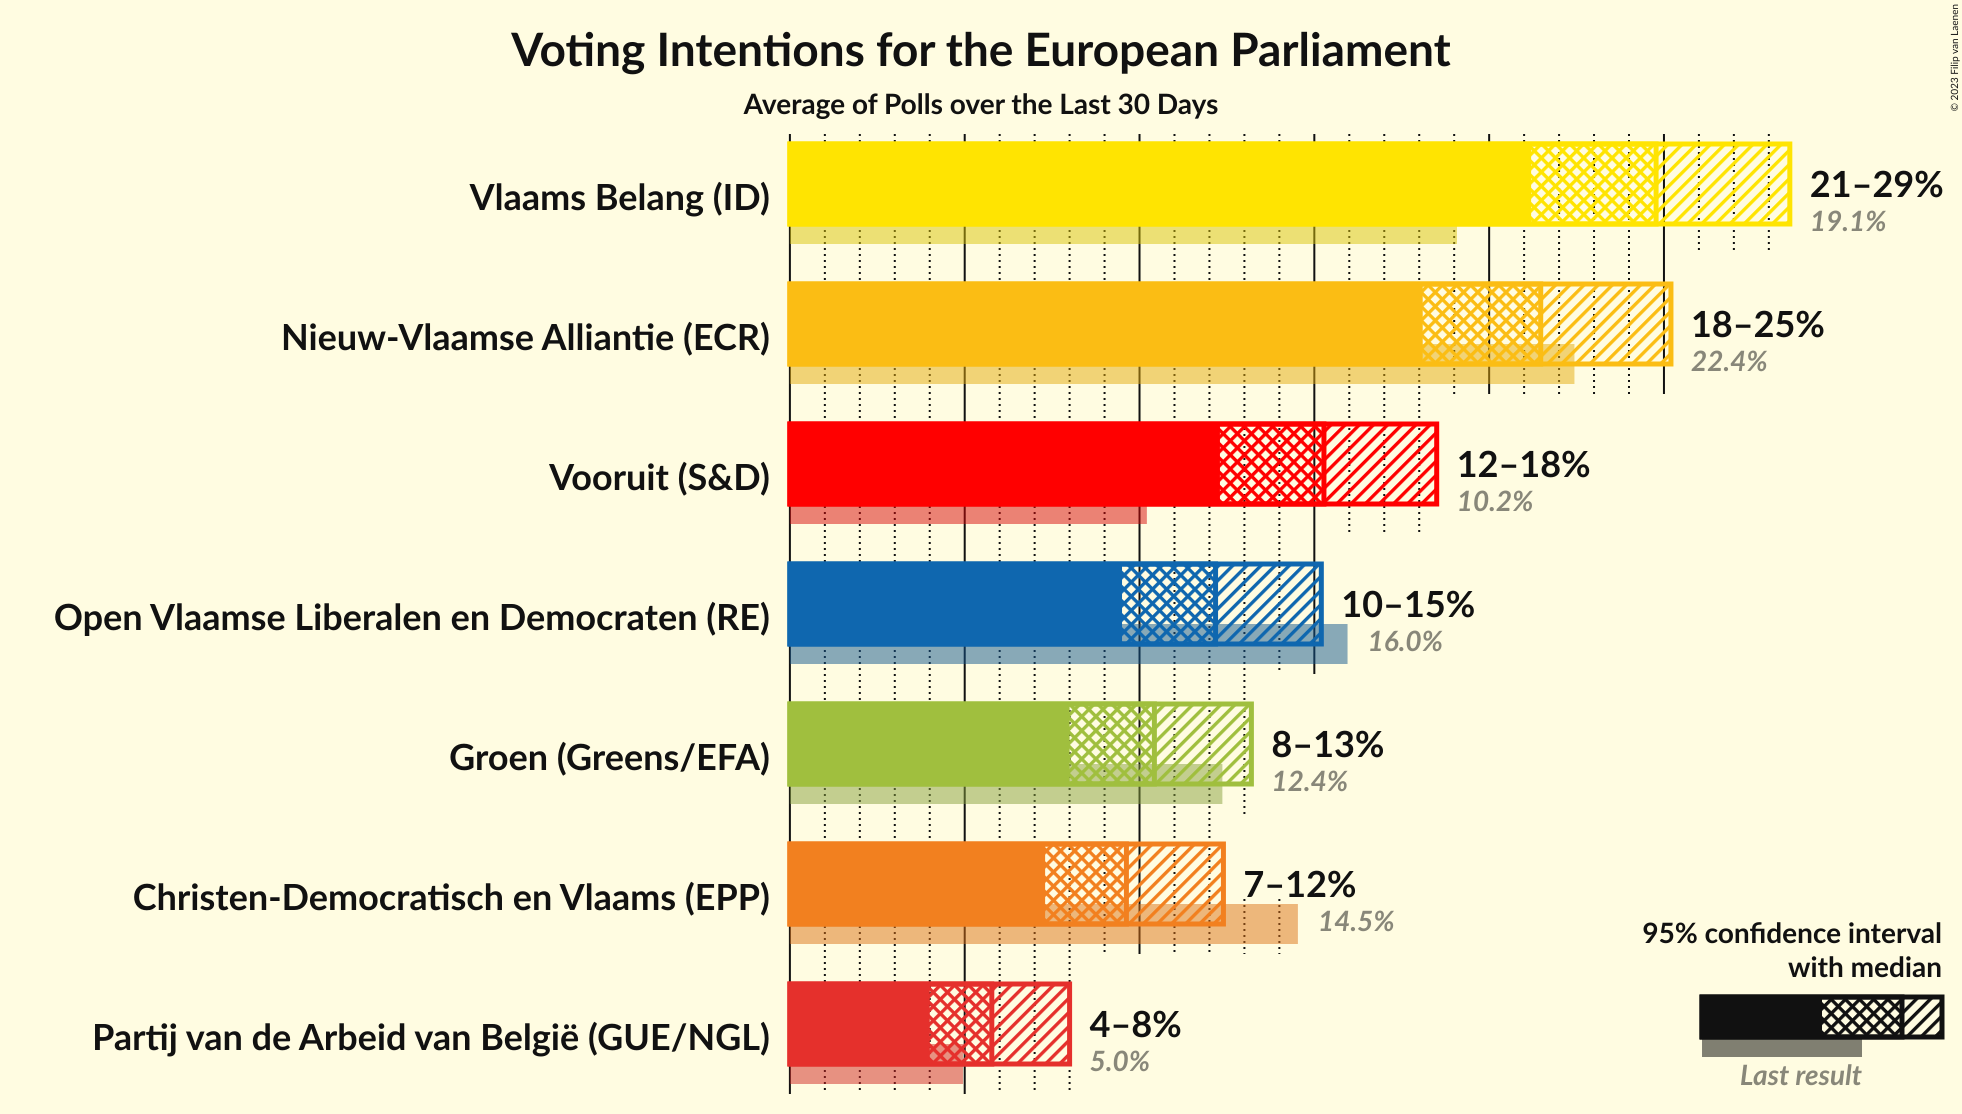 Voting Intentions for the European Parliament
Average of Polls over the Last 30 Days
© 2023 Filip van Laenen
Vlaams Belang (ID)
21–29%
19.1%
Nieuw-Vlaamse Alliantie (ECR)
18–25%
22.4%
Vooruit (S&D)
12–18%
10.2%
Open Vlaamse Liberalen en Democraten (RE)
10–15%
16.0%
Groen (Greens/EFA)
8–13%
12.4%
Christen-Democratisch en Vlaams (EPP)
7–12%
14.5%
Partij van de Arbeid van België (GUE/NGL)
4–8%
5.0%
95% confidence interval
with median
Last result